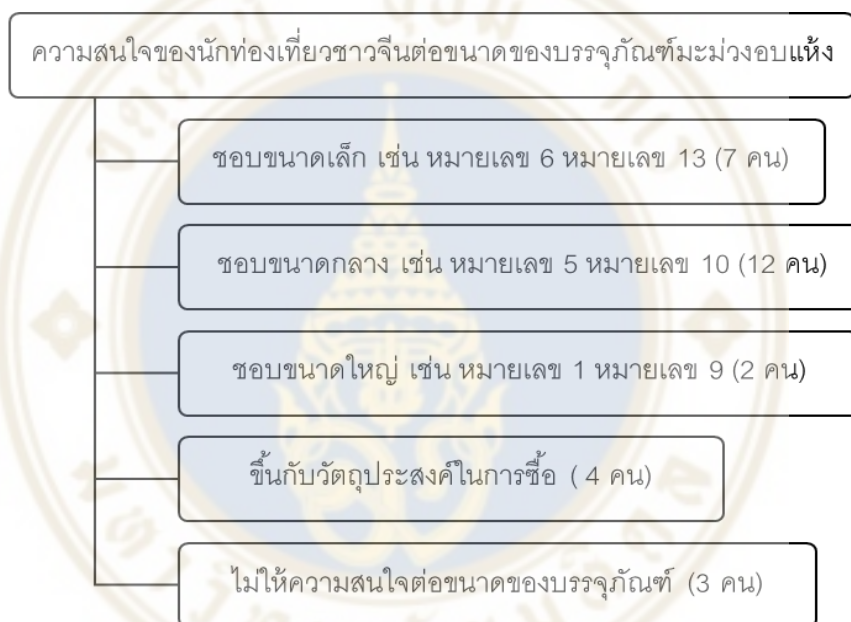 ความสนใจของนักท่องเที่ยวชาวจีนต่อขนาดของบรรจุภัณฑ์มะม่วงอบแห้ง
ชอบขนาดเล็ก เช่น หมายเลข 6 หมายเลข 13 (7 คน)
ชอบขนาดกลาง เช่น หมายเลข 5 หมายเลข 10 (12 คน)
ชอบขนาดใหญ่ เช่น หมายเลข 1 หมายเลข 9 (2 คน)
ขึ้นกับวัตถุประสงค์ในการซื้อ ( 4 คน)
ไม่ให้ความสนใจต่อขนาดของบรรจุภัณฑ์ (3 คน)